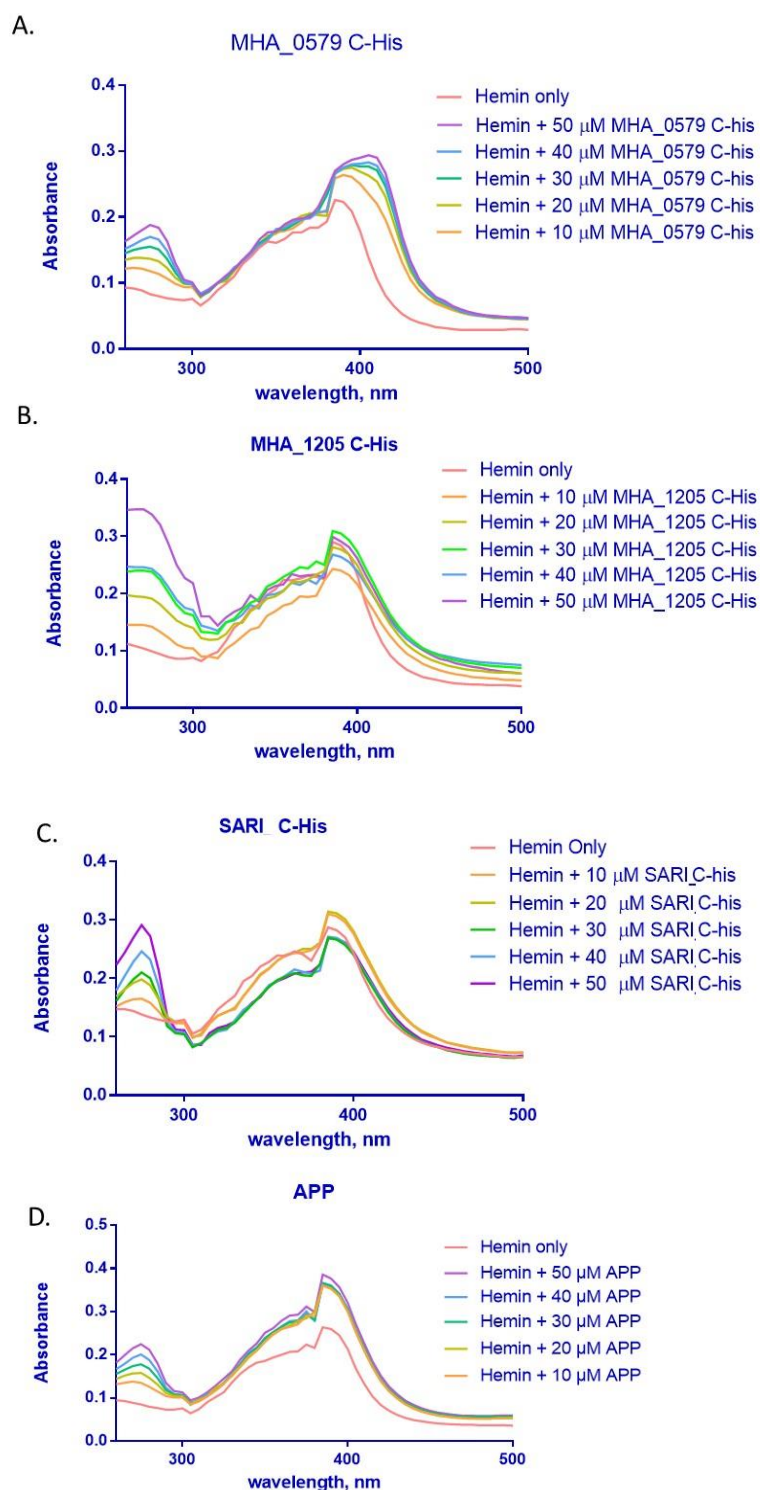 A.
MHA_0579 C-His
0.4
0.3
0.2
0.1
0.0
Absorbance
300
400
500
wavelength, nm
Hemin only
Hemin + 50 μM MHA_0579 C-his
Hemin + 40 μM MHA_0579 C-his
Hemin + 30 μM MHA_0579 C-his
Hemin + 20 μM MHA_0579 C-his
Hemin + 10 μM MHA_0579 C-his
B.
MHA_1205 C-His
0.4
0.3
0.2
0.1
0.0
Absorbance
300
400
500
wavelength, nm
Hemin only
Hemin + 10 μM MHA_1205 C-His
Hemin + 20 μM MHA_1205 C-His
Hemin + 30 μM MHA_1205 C-His
Hemin + 40 μM MHA_1205 C-His
Hemin + 50 μM MHA_1205 C-His
C.
SARI_ C-His
0.4
0.3
0.2
0.1
0.0
Absorbance
300
400
500
wavelength, nm
Hemin Only
Hemin + 10 μM SARI_C-his
Hemin + 20 μM SARI_C-his
Hemin + 30 μM SARI_C-his
Hemin + 40 μM SARI_C-his
Hemin + 50 μM SARI_C-his
D.
APP
0.5
0.4
0.3
0.2
0.1
0.0
Absorbance
300
400
500
wavelength, nm
Hemin only
Hemin + 50 µM APP
Hemin + 40 µM APP
Hemin + 30 µM APP
Hemin + 20 µM APP
Hemin + 10 µM APP